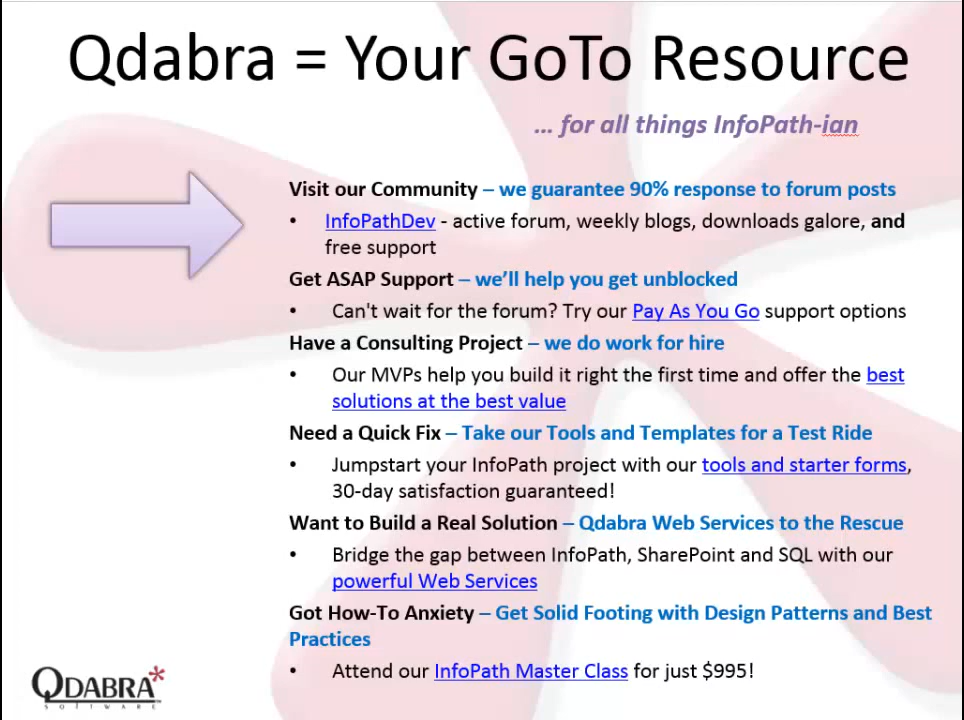 Qdabra = Your GoTo Resource
... for all things InfoPath-ian
Visit our Community – we guarantee 90% response to forum posts
• InfoPathDev - active forum, weekly blogs, downloads galore, and
free support
Get ASAP Support – we’ll help you get unblocked
• Can't wait for the forum? Try our Pay As You Go support options
Have a Consulting Project – we do work for hire
• Our MVPs help you build it right the first time and offer the best
solutions at the best value
Need a Quick Fix – Take our Tools and Templates for a Test Ride
• Jumpstart your InfoPath project with our tools and starter forms,
30-day satisfaction guaranteed!
Want to Build a Real Solution – Qdabra Web Services to the Rescue
• Bridge the gap between InfoPath, SharePoint and SQL with our
powerful Web Services
Got How-To Anxiety – Get Solid Footing with Design Patterns and Best
Practices
• Attend our InfoPath Master Class for just $995!
QDABRA
SOFTWARE